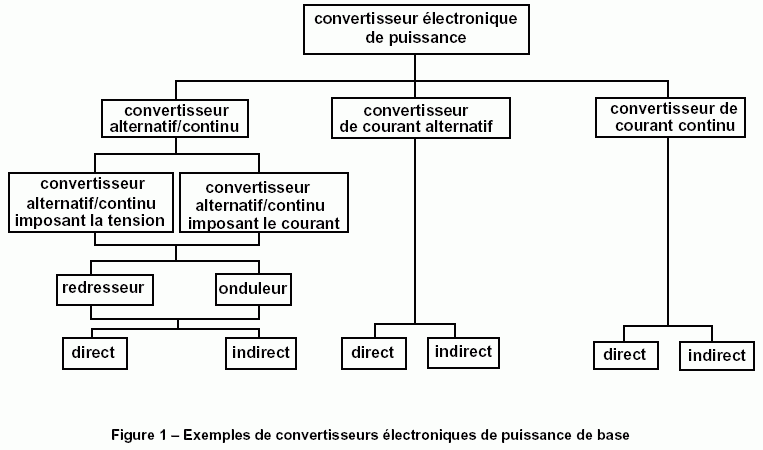 convertisseur électronique
de puissance
convertisseur
alternatif/continu
convertisseur
de courant alternatif
convertisseur de
courant continu
convertisseur
alternatif/continu
imposant la tension
convertisseur
alternatif/continu
imposant le courant
redresseur
onduleur
direct
indirect
direct
indirect
direct
indirect
Figure 1 – Exemples de convertisseurs électroniques de puissance de base